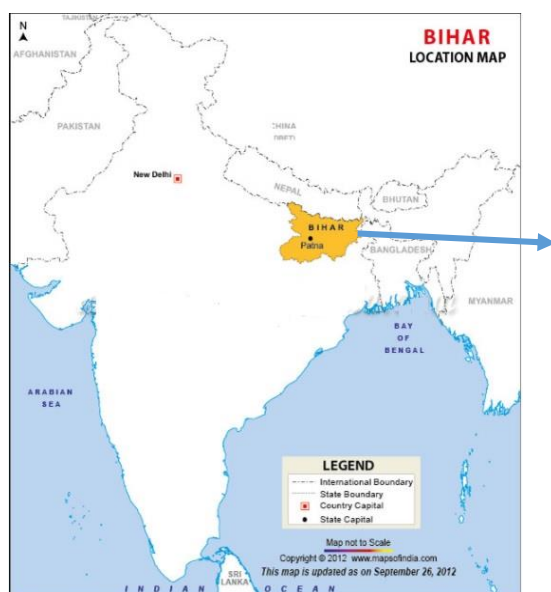 TAJIKISTAN
N
BIHAR
LOCATION MAP
AFGHANISTAN
CHINA
PAKISTAN
New Delhi
NEPAL
BHUTAN
BIHAR
Patna
BANGLADESH
MYANMAR
BAY
OF
BENGAL
ARABIAN
SEA
LEGEND
International Boundary
State Boundary
Country Capital
State Capital
Map not to Scale
Copyright © 2012 www.mapsofindia.com
This map is updated as on September 26, 2012
SRI
LANKA
INDIAN OCEAN